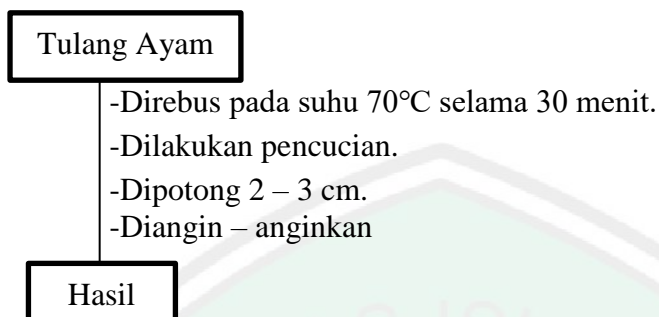 Tulang Ayam
-Direbus pada suhu 70°C selama 30 menit.
-Dilakukan pencucian.
-Dipotong 2 – 3 cm.
-Diangin – anginkan
Hasil